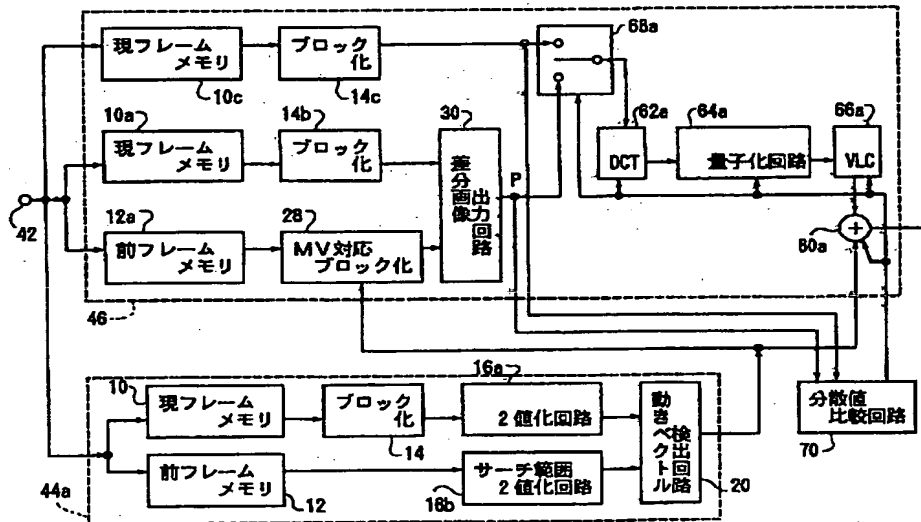 現フレーム
メモリ
10c
ブロック
化
14c
68a
10a
現フレーム
メモリ
14b
ブロック
化
30
差分画像
出力回路
P
62a
DCT
64a
量子化回路
66a
VLC
42
12a
前フレーム
メモリ
28
MV対応
ブロック化
+
60a
46
10
現フレーム
メモリ
ブロック
化
14
16a
2値化回路
動きベクトル
検出回路
20
分散値
比較回路
70
44a
前フレーム
メモリ
12
サーチ範囲
2値化回路
16b